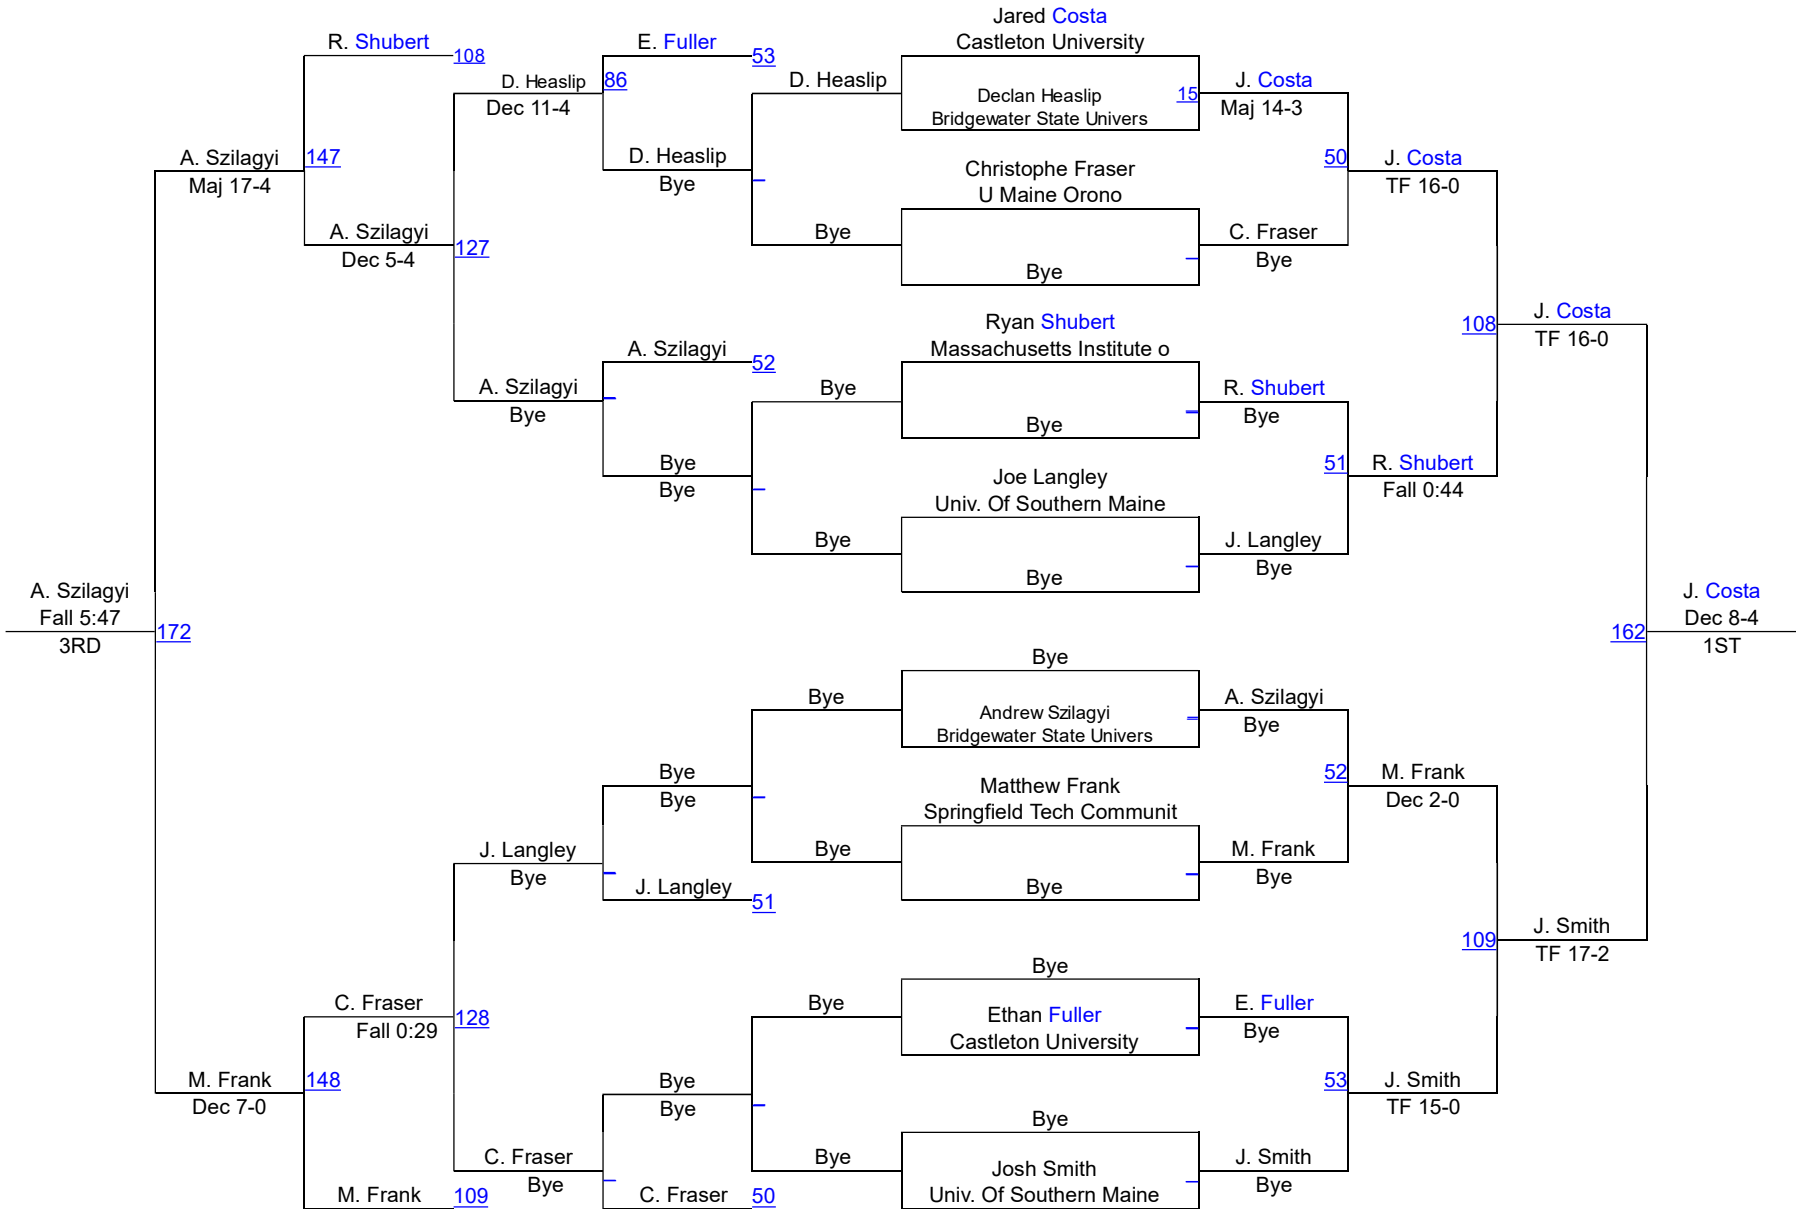 Jared Costa
R. Shubert
E. Fuller
Castleton University
108
53
D. Heaslip
86
D. Heaslip
J. Costa
Dec 11-4
Declan Heaslip
15
Maj 14-3
Bridgewater State Univers
A. Szilagyi
147
D. Heaslip
Christophe Fraser
50
J. Costa
Maj 17-4
Bye
U Maine Orono
TF 16-0
A. Szilagyi
127
Bye
C. Fraser
Dec 5-4
Bye
Bye
Ryan Shubert
108
J. Costa
A. Szilagyi
52
Massachusetts Institute o
TF 16-0
A. Szilagyi
Bye
R. Shubert
Bye
Bye
Bye
Bye
Joe Langley
51
R. Shubert
Bye
Univ. Of Southern Maine
Fall 0:44
Bye
J. Langley
Bye
Bye
A. Szilagyi
J. Costa
Fall 5:47
Dec 8-4
3RD
172
162
1ST
Bye
Bye
Andrew Szilagyi
A. Szilagyi
Bridgewater State Univers
Bye
Bye
Matthew Frank
52
M. Frank
Bye
Springfield Tech Communit
Dec 2-0
J. Langley
Bye
M. Frank
Bye
J. Langley
51
Bye
Bye
109
J. Smith
TF 17-2
Bye
C. Fraser
128
Bye
Ethan Fuller
E. Fuller
Fall 0:29
Castleton University
Bye
M. Frank
148
Bye
53
J. Smith
Dec 7-0
Bye
Bye
TF 15-0
C. Fraser
Bye
Josh Smith
J. Smith
Bye
Bye
M. Frank
109
C. Fraser
50
Univ. Of Southern Maine